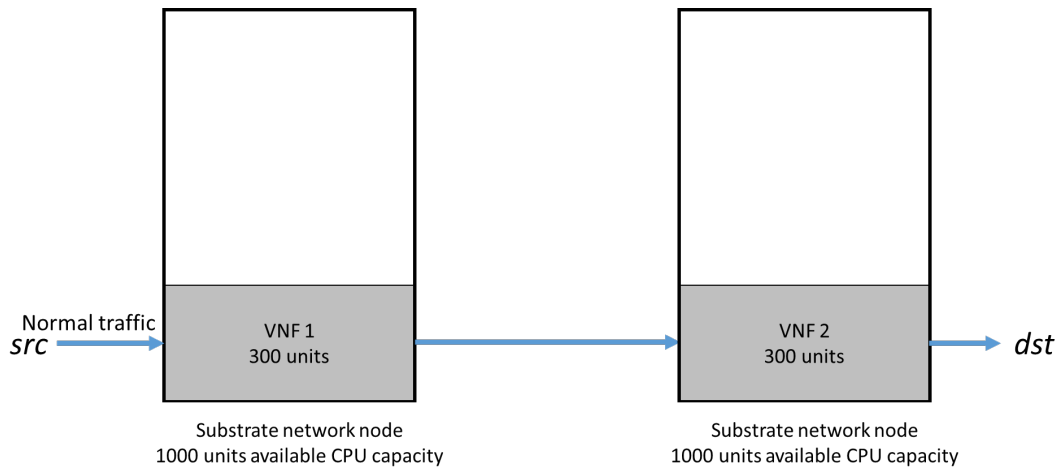 Normal traffic
src
VNF 1
300 units
VNF 2
300 units
dst
Substrate network node
1000 units available CPU capacity
Substrate network node
1000 units available CPU capacity